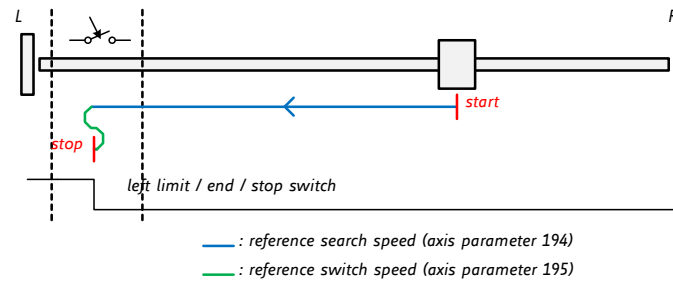 L
start
stop
left limit / end / stop switch
: reference search speed (axis parameter 194)
: reference switch speed (axis parameter 195)